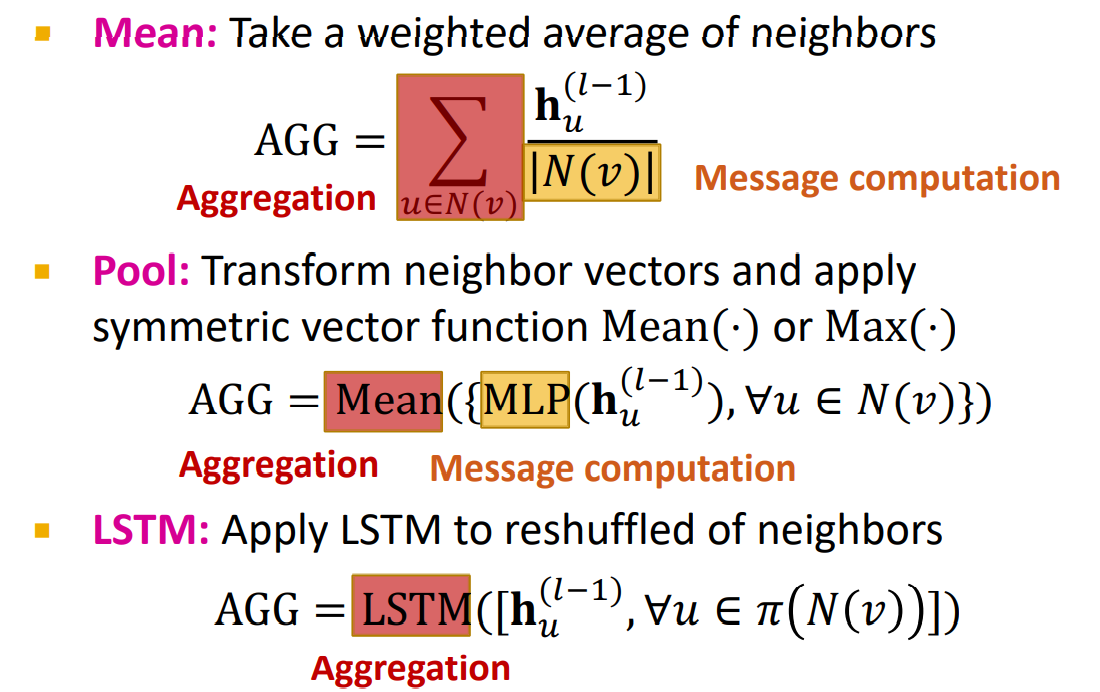 ▪ Mean: Take a weighted average of neighbors
AGG = ∑_{u∈N(v)} 𝐡_u^{(l−1)} / |N(v)|
Message computation
Aggregation
▪ Pool: Transform neighbor vectors and apply
symmetric vector function Mean(·) or Max(·)
AGG = Mean({MLP(𝐡_u^{(l−1)}), ∀u ∈ N(v)})
Aggregation Message computation
▪ LSTM: Apply LSTM to reshuffled of neighbors
AGG = LSTM([𝐡_u^{(l−1)}, ∀u ∈ π(N(v))])
Aggregation